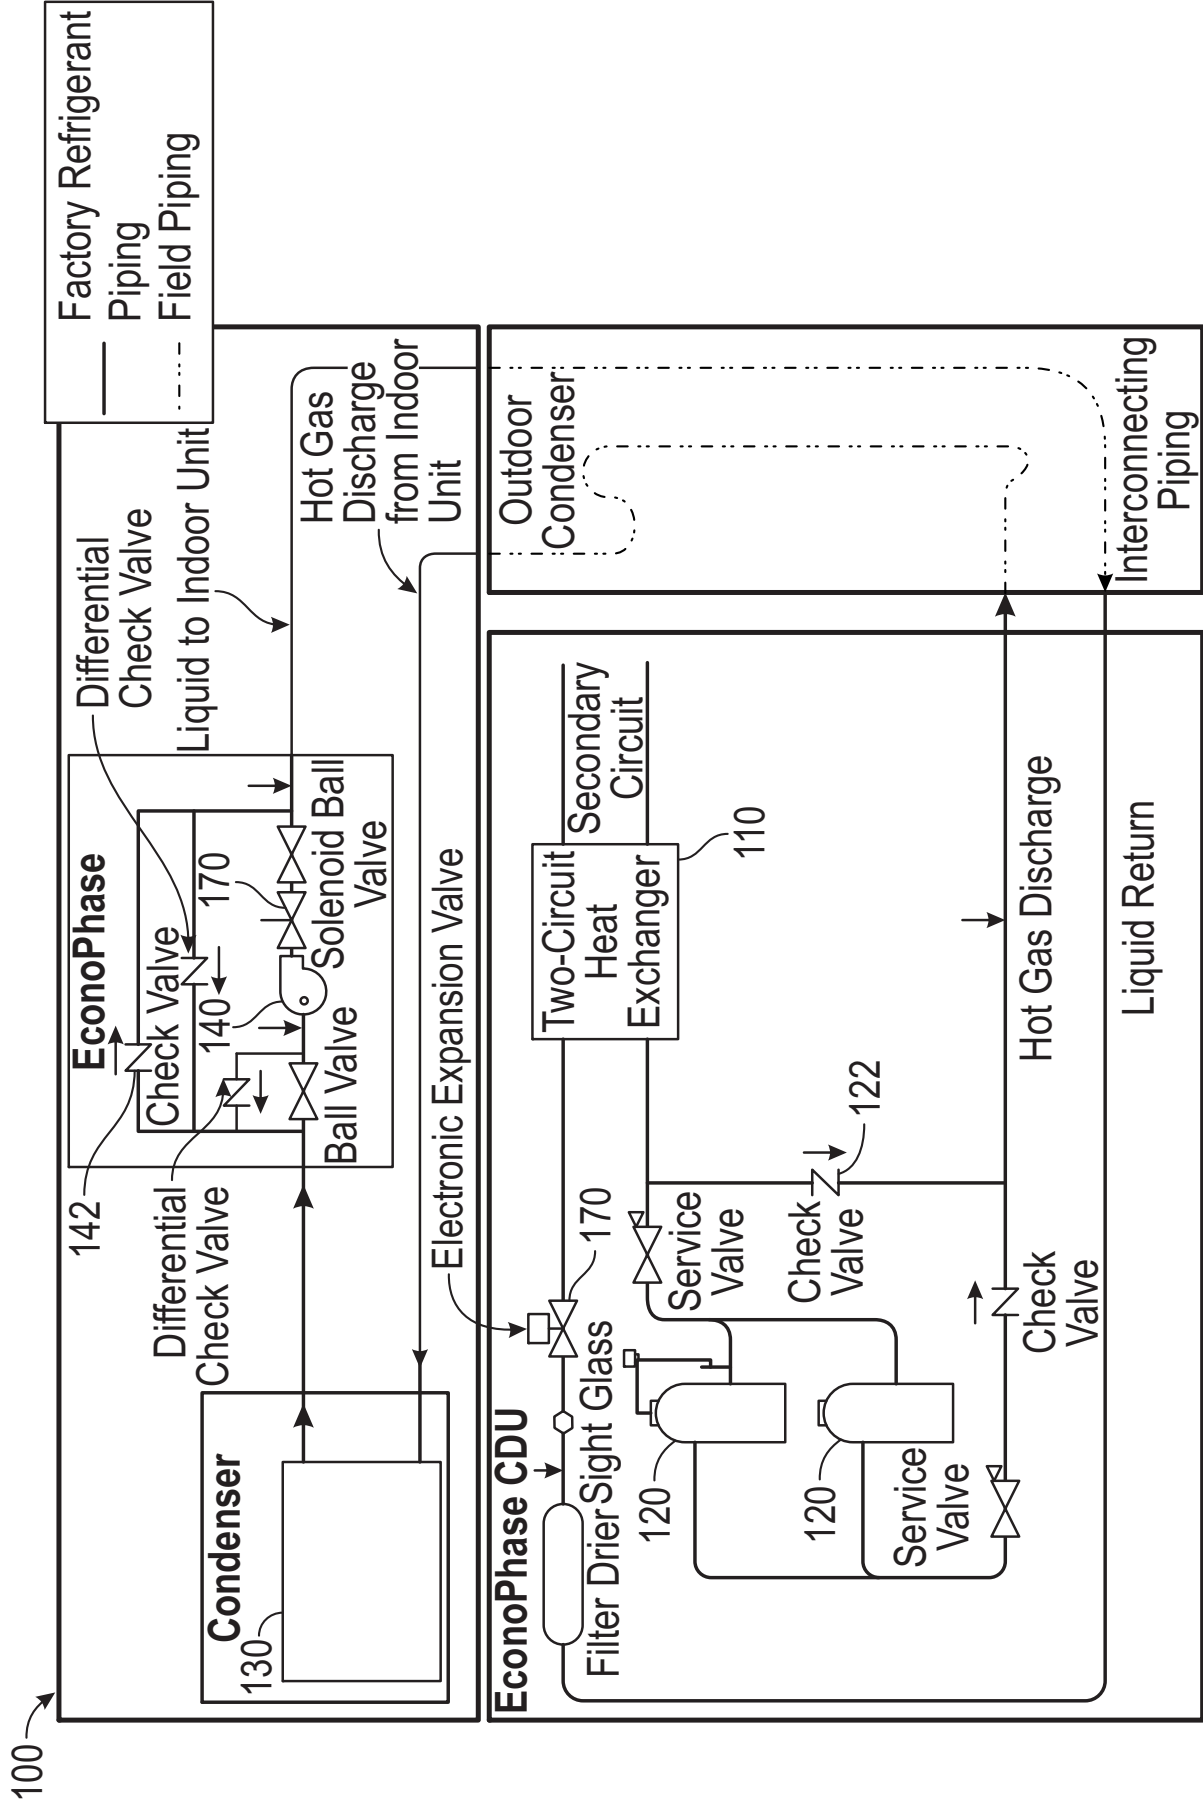 100
Factory Refrigerant
Piping
Field Piping
EconoPhase
142
Check Valve
Differential
Check Valve
Differential
Check Valve
140
170
Ball Valve
Solenoid Ball
Valve
Liquid to Indoor Unit
Hot Gas
Discharge
from Indoor
Unit
Condenser
130
Electronic Expansion Valve
Outdoor
Condenser
Interconnecting
Piping
EconoPhase CDU
Filter Drier
Sight Glass
170
Two-Circuit
Heat
Exchanger
110
Secondary
Circuit
Service
Valve
Check
Valve
122
120
120
Service
Valve
Check
Valve
Hot Gas Discharge
Liquid Return